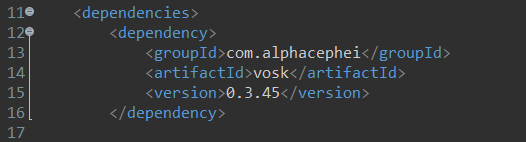 11 <dependencies>
12 <dependency>
13 <groupId>com.alphacephei</groupId>
14 <artifactId>vosk</artifactId>
15 <version>0.3.45</version>
16 </dependency>
17